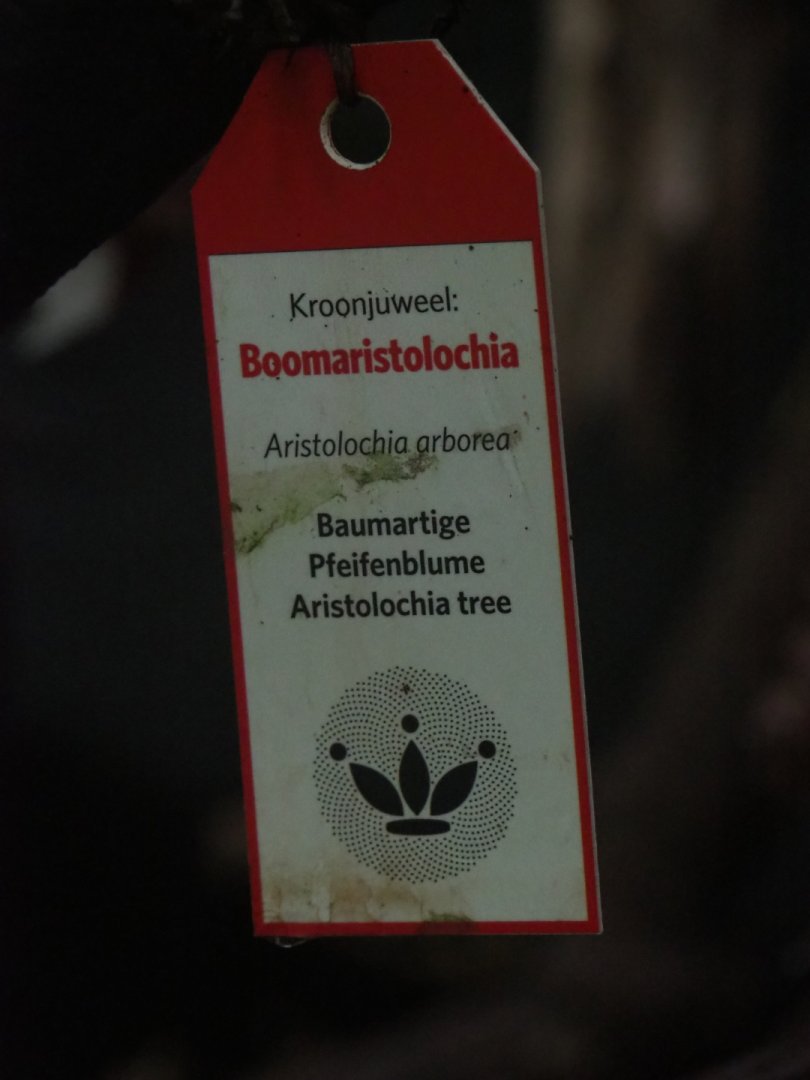 Kroonjuweel:
Boomaristolochia
Aristolochia arborea
Baumartige
Pfeifenblume
Aristolochia tree